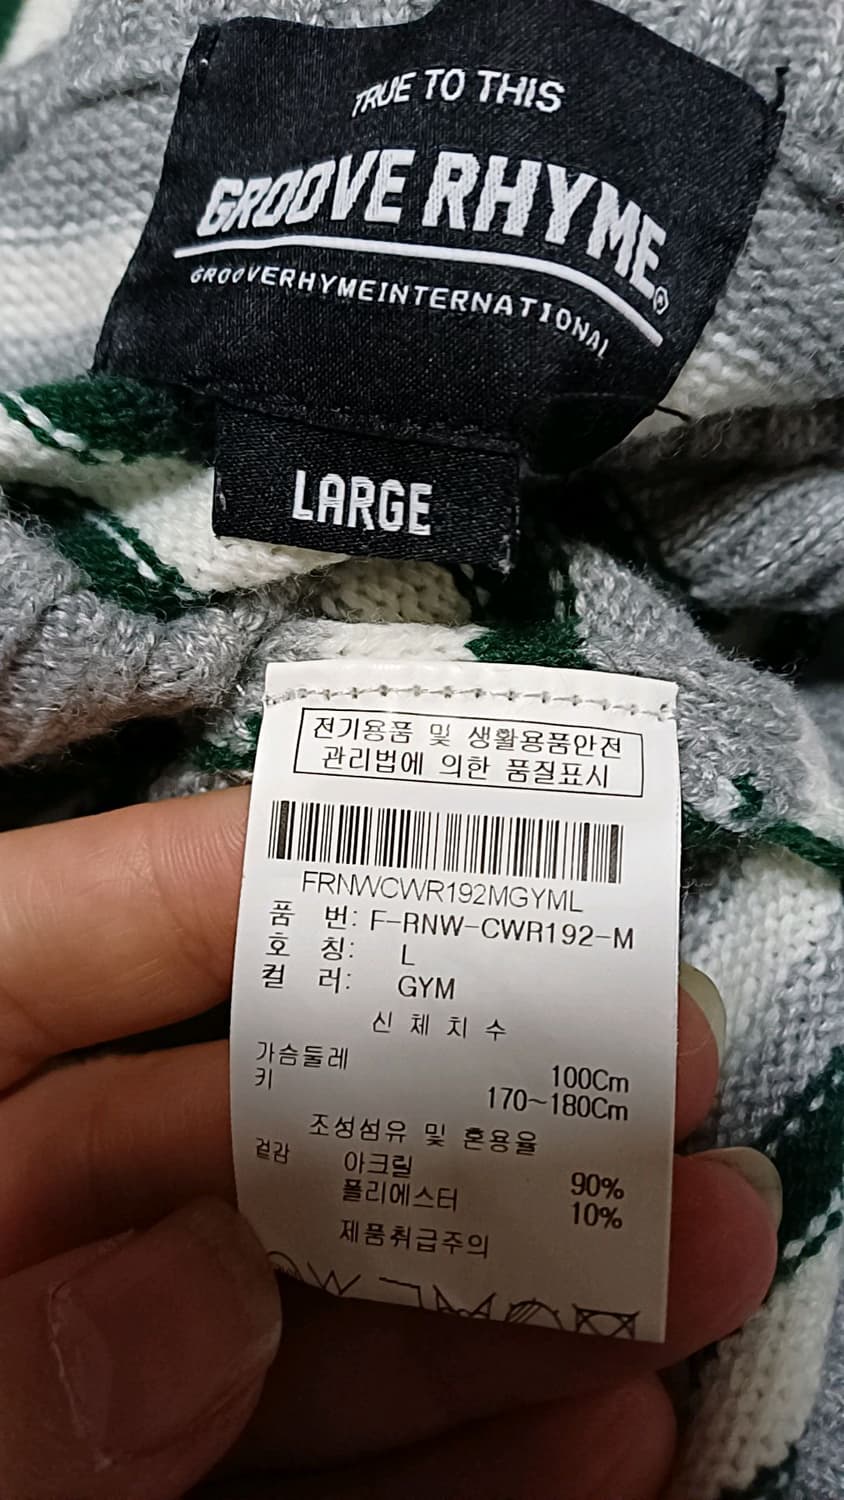 TRUE TO THIS
GROOVE RHYME®
GROOVERHYMEINTERNATIONAL
LARGE
전기용품 및 생활용품안전
관리법에 의한 품질표시
FRNWCWR192MGYML
품 번: F-RNW-CWR192-M
호 칭: L
컬 러: GYM
신 체 치 수
가슴둘레 100Cm
키 170~180Cm
조성섬유 및 혼용율
겉감 아크릴 90%
폴리에스터 10%
제품취급주의